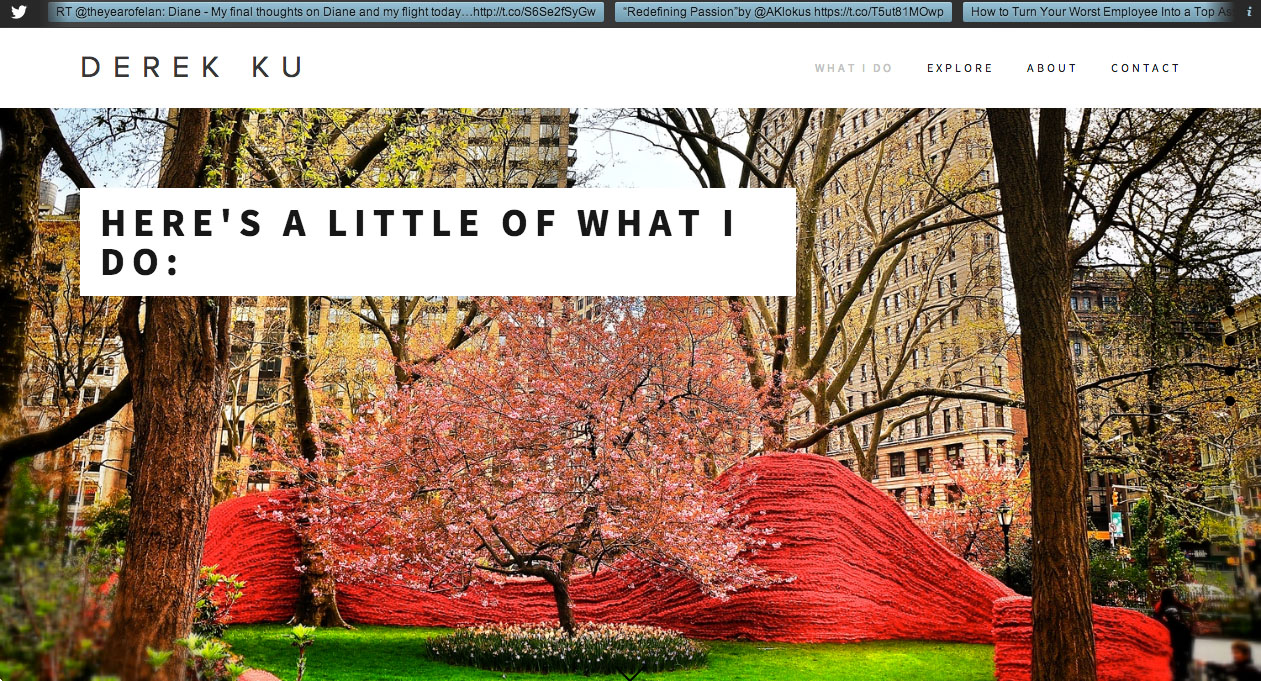 RT @theyearofelan: Diane - My final thoughts on Diane and my flight today…http://t.co/S6Se2fSyGw
“Redefining Passion”by @AKlokus https://t.co/T5ut81MOwp
How to Turn Your Worst Employee Into a Top
i
DEREK KU
WHAT I DO
EXPLORE
ABOUT
CONTACT
HERE'S A LITTLE OF WHAT I
DO: